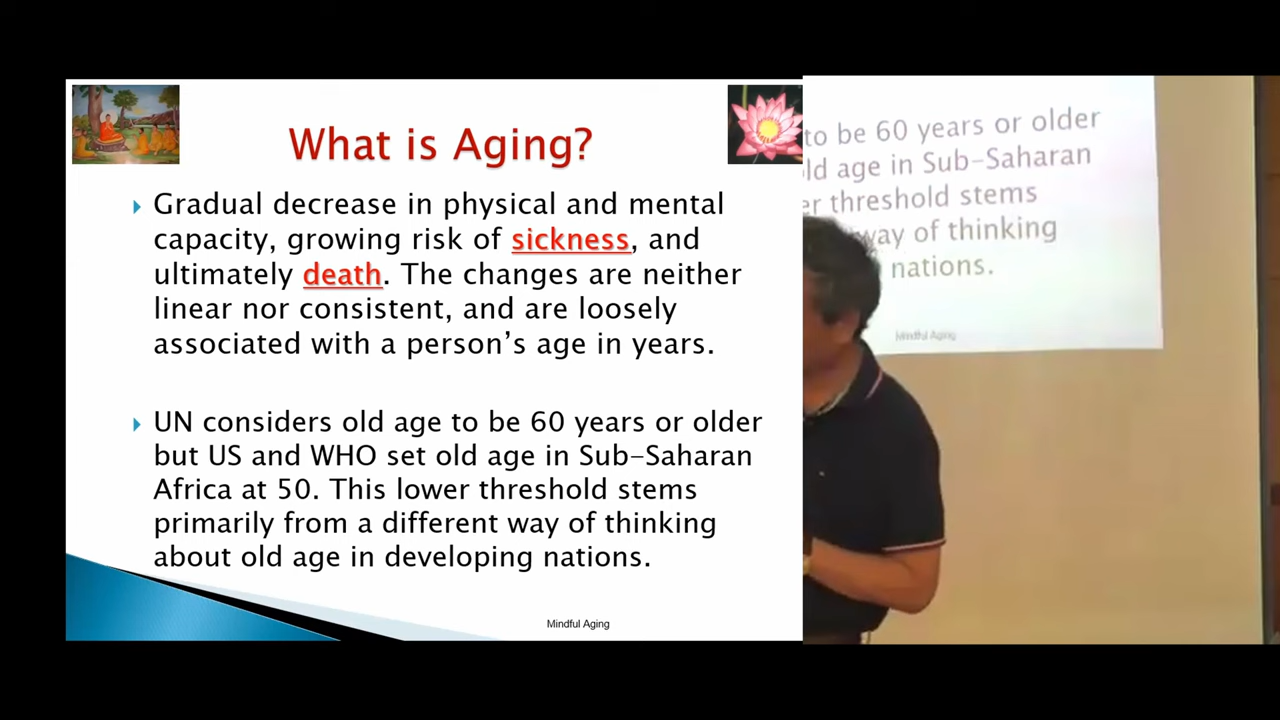 What is Aging?
Gradual decrease in physical and mental
capacity, growing risk of sickness, and
ultimately death. The changes are neither
linear nor consistent, and are loosely
associated with a person's age in years.
UN considers old age to be 60 years or older
but US and WHO set old age in Sub-Saharan
Africa at 50. This lower threshold stems
primarily from a different way of thinking
about old age in developing nations.
Mindful Aging
to be 60 years or older
ld age in Sub-Saharan
er threshold stems
way of thinking
nations.
Mindful Aging